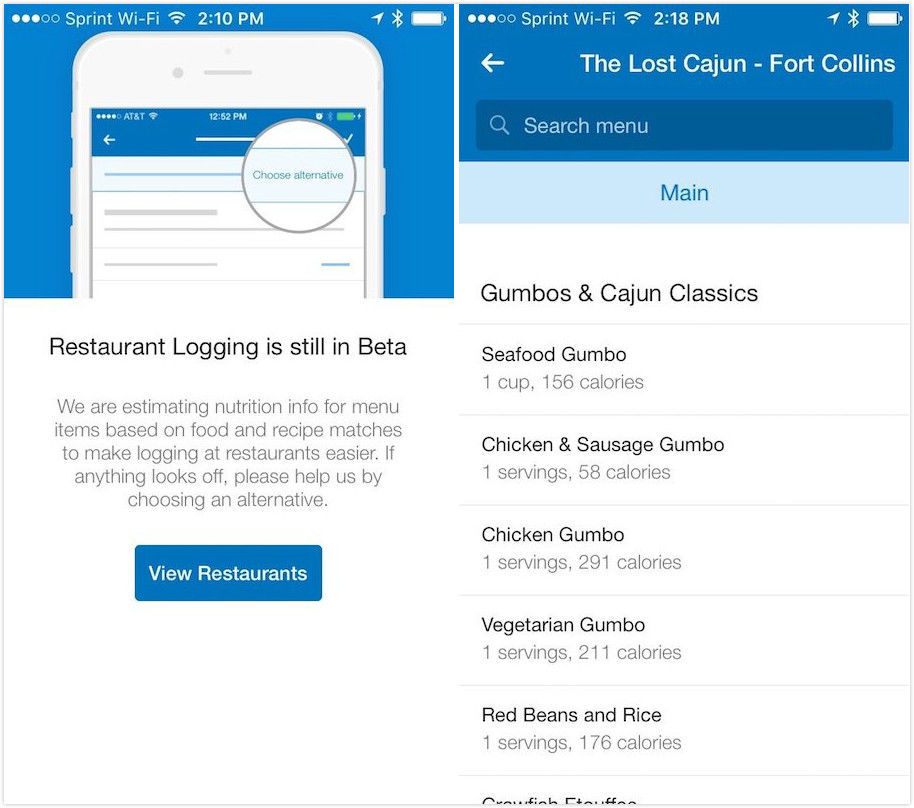 Sprint Wi-Fi 2:10 PM
AT&T 12:52 PM
Choose alternative
Restaurant Logging is still in Beta
We are estimating nutrition info for menu
items based on food and recipe matches
to make logging at restaurants easier. If
anything looks off, please help us by
choosing an alternative.
View Restaurants
Sprint Wi-Fi 2:18 PM
The Lost Cajun - Fort Collins
Search menu
Main
Gumbos & Cajun Classics
Seafood Gumbo
1 cup, 156 calories
Chicken & Sausage Gumbo
1 servings, 58 calories
Chicken Gumbo
1 servings, 291 calories
Vegetarian Gumbo
1 servings, 211 calories
Red Beans and Rice
1 servings, 176 calories